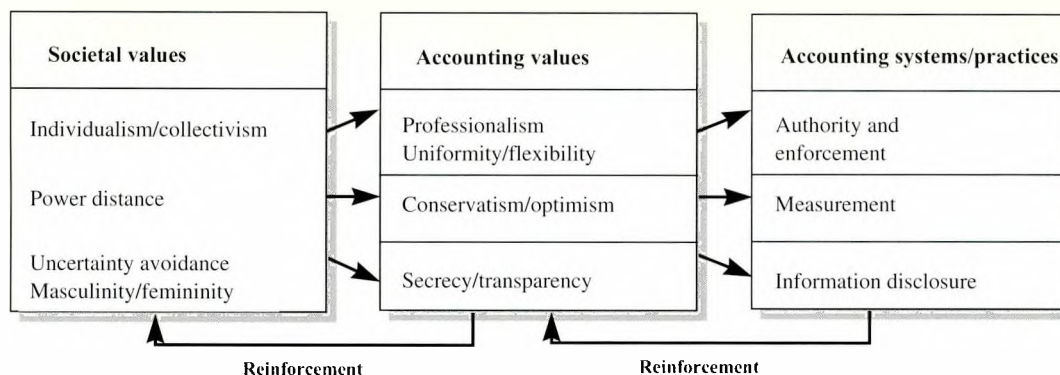 Societal values
Individualism/collectivism
Power distance
Uncertainty avoidance
Masculinity/femininity
Accounting values
Professionalism
Uniformity/flexibility
Conservatism/optimism
Secrecy/transparency
Accounting systems/practices
Authority and
enforcement
Measurement
Information disclosure
Reinforcement
Reinforcement